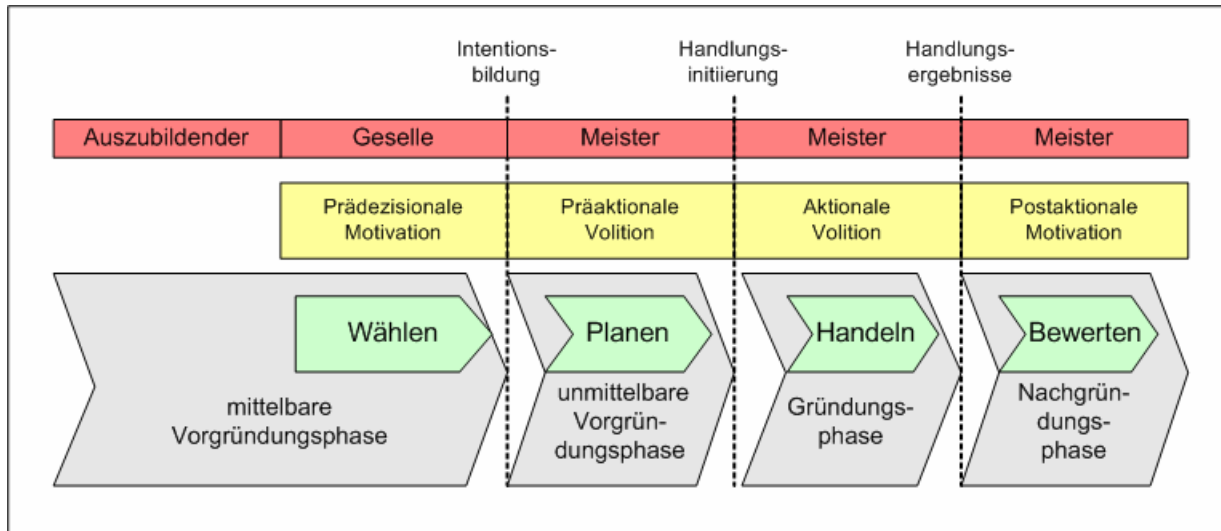 Intentions-
bildung
Handlungs-
initiierung
Handlungs-
ergebnisse
Auszubildender
Geselle
Meister
Meister
Meister
Prädezisionale
Motivation
Präaktionale
Volition
Aktionale
Volition
Postaktionale
Motivation
Wählen
Planen
Handeln
Bewerten
mittelbare
Vorgründungsphase
unmittelbare
Vorgrün-
dungsphase
Gründungs-
phase
Nachgrün-
dungs-
phase